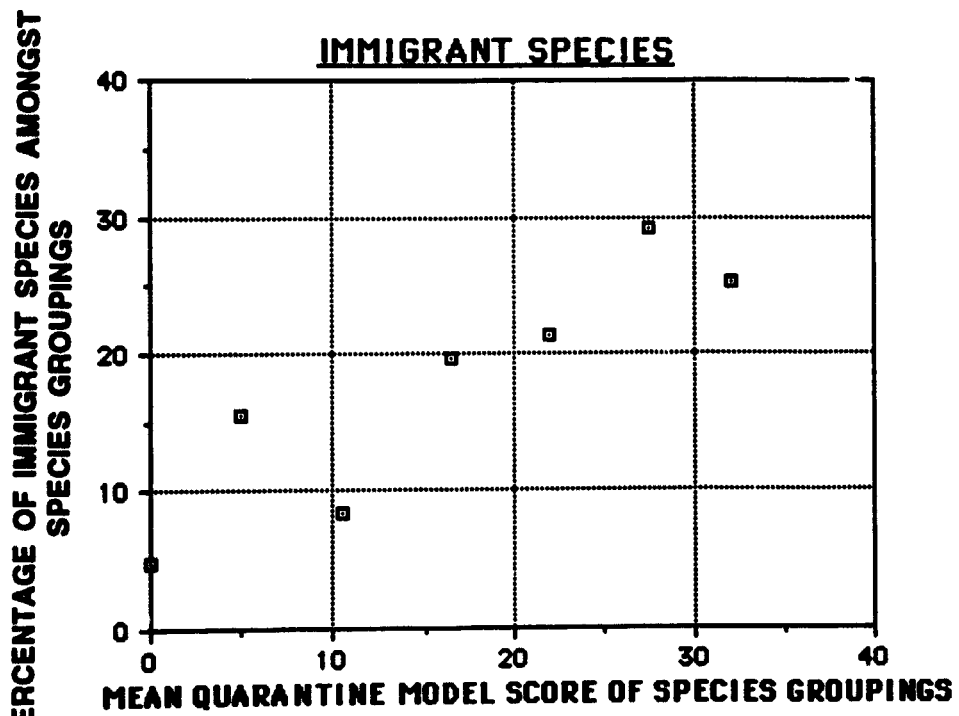 IMMIGRANT SPECIES
ERCENTAGE OF IMMIGRANT SPECIES AMONGST
SPECIES GROUPINGS
40
30
20
10
0
0 10 20 30 40
MEAN QUARANTINE MODEL SCORE OF SPECIES GROUPINGS